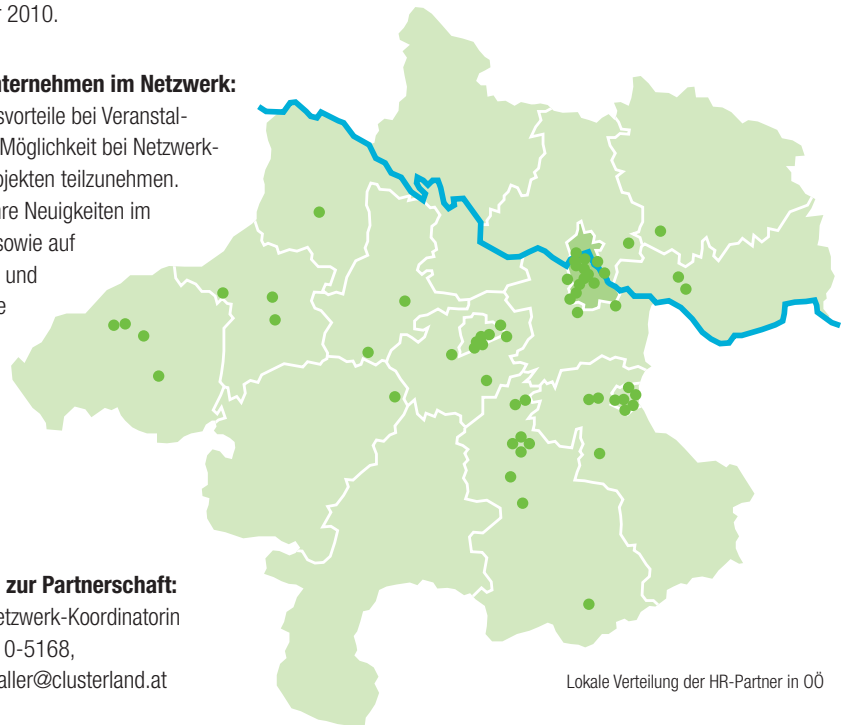 2010.
nternehmen im Netzwerk:
svorteile bei Veranstal-
Möglichkeit bei Netzwerk-
ojekten teilzunehmen.
re Neuigkeiten im
sowie auf
und
e
zur Partnerschaft:
etzwerk-Koordinatorin
0-5168,
aller@clusterland.at
Lokale Verteilung der HR-Partner in OÖ